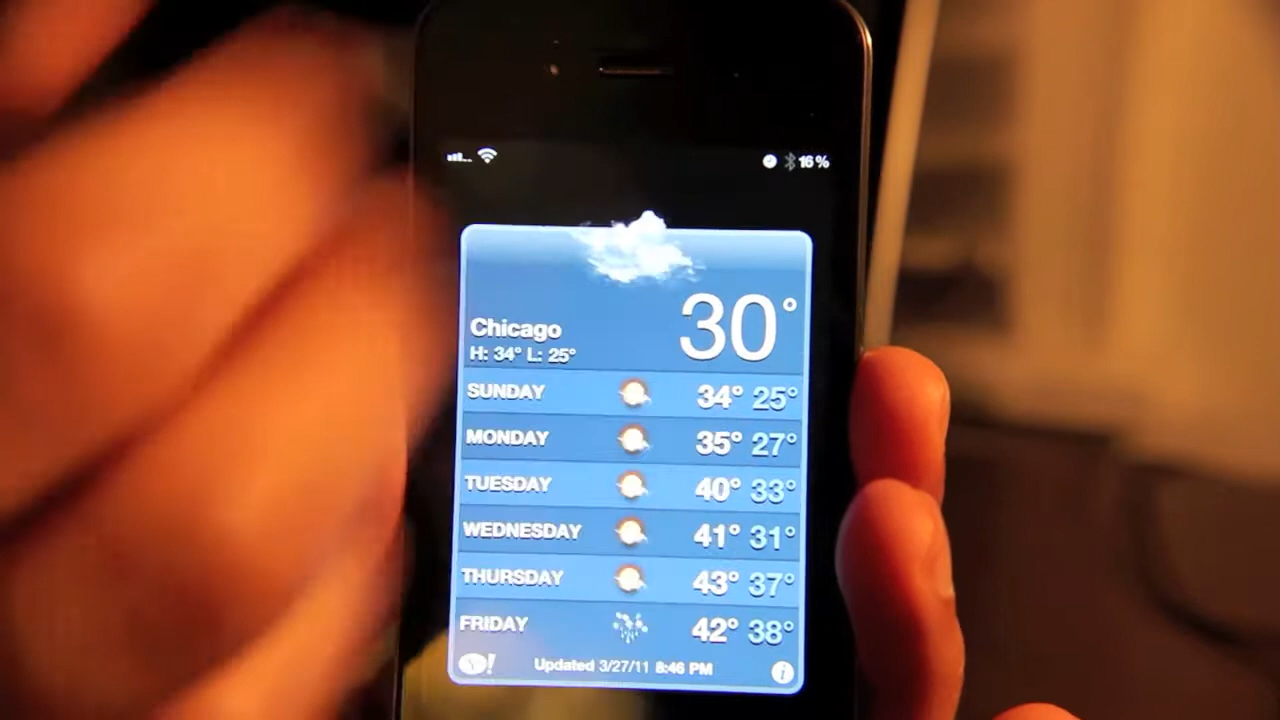 16%
30°
Chicago
H: 34° L: 25°
SUNDAY 34° 25°
MONDAY 35° 27°
TUESDAY 40° 33°
WEDNESDAY 41° 31°
THURSDAY 43° 37°
FRIDAY 42° 38°
Y! Updated 3/27/11 8:46 PM i